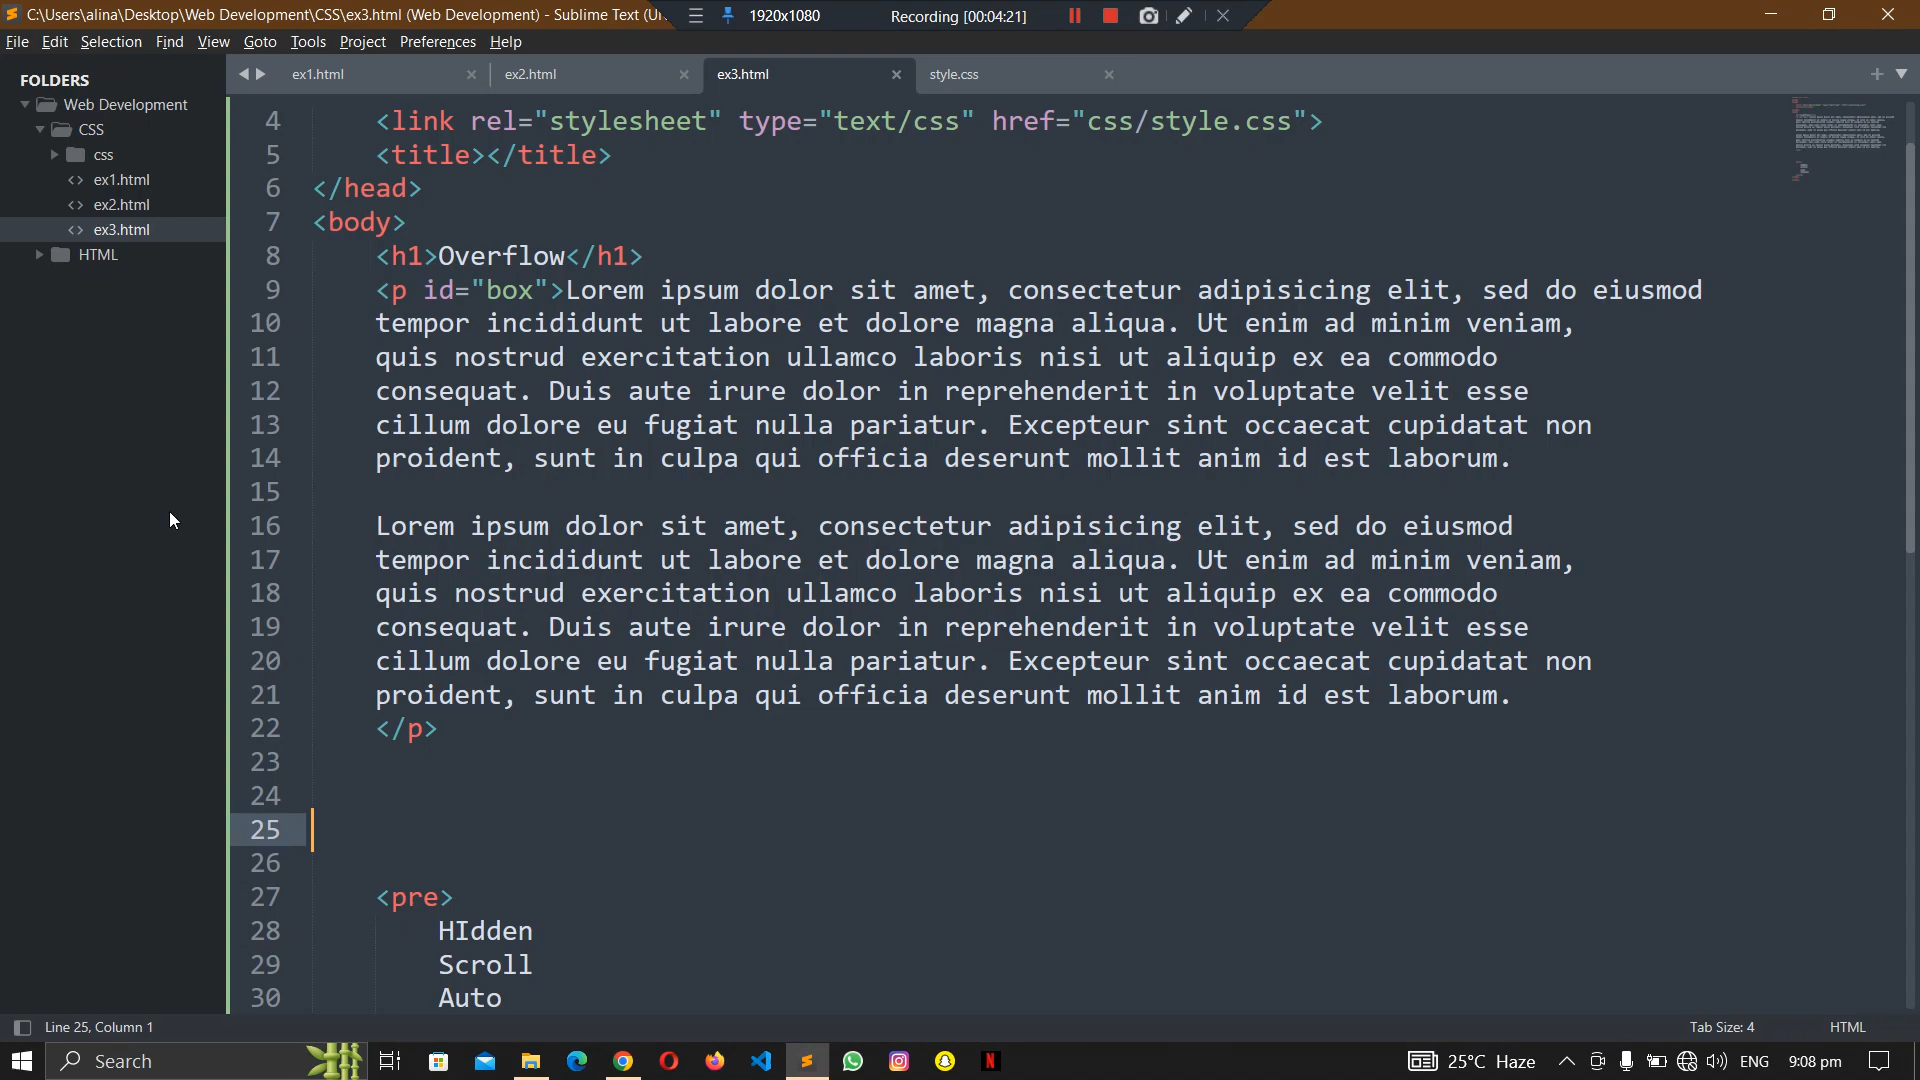 C:\Users\alina\Desktop\Web Development\CSS\ex3.html (Web Development) - Sublime Text (Un
1920x1080
Recording [00:04:21]
File Edit Selection Find View Goto Tools Project Preferences Help
FOLDERS
Web Development
CSS
css
ex1.html
ex2.html
ex3.html
HTML
ex1.html ex2.html ex3.html style.css
4 <link rel="stylesheet" type="text/css" href="css/style.css">
5 <title></title>
6 </head>
7 <body>
8 <h1>Overflow</h1>
9 <p id="box">Lorem ipsum dolor sit amet, consectetur adipisicing elit, sed do eiusmod
10 tempor incididunt ut labore et dolore magna aliqua. Ut enim ad minim veniam,
11 quis nostrud exercitation ullamco laboris nisi ut aliquip ex ea commodo
12 consequat. Duis aute irure dolor in reprehenderit in voluptate velit esse
13 cillum dolore eu fugiat nulla pariatur. Excepteur sint occaecat cupidatat non
14 proident, sunt in culpa qui officia deserunt mollit anim id est laborum.
15
16 Lorem ipsum dolor sit amet, consectetur adipisicing elit, sed do eiusmod
17 tempor incididunt ut labore et dolore magna aliqua. Ut enim ad minim veniam,
18 quis nostrud exercitation ullamco laboris nisi ut aliquip ex ea commodo
19 consequat. Duis aute irure dolor in reprehenderit in voluptate velit esse
20 cillum dolore eu fugiat nulla pariatur. Excepteur sint occaecat cupidatat non
21 proident, sunt in culpa qui officia deserunt mollit anim id est laborum.
22 </p>
23
24
25
26
27 <pre>
28 HIdden
29 Scroll
30 Auto
Line 25, Column 1
Tab Size: 4 HTML
Search
25°C Haze
ENG
9:08 pm